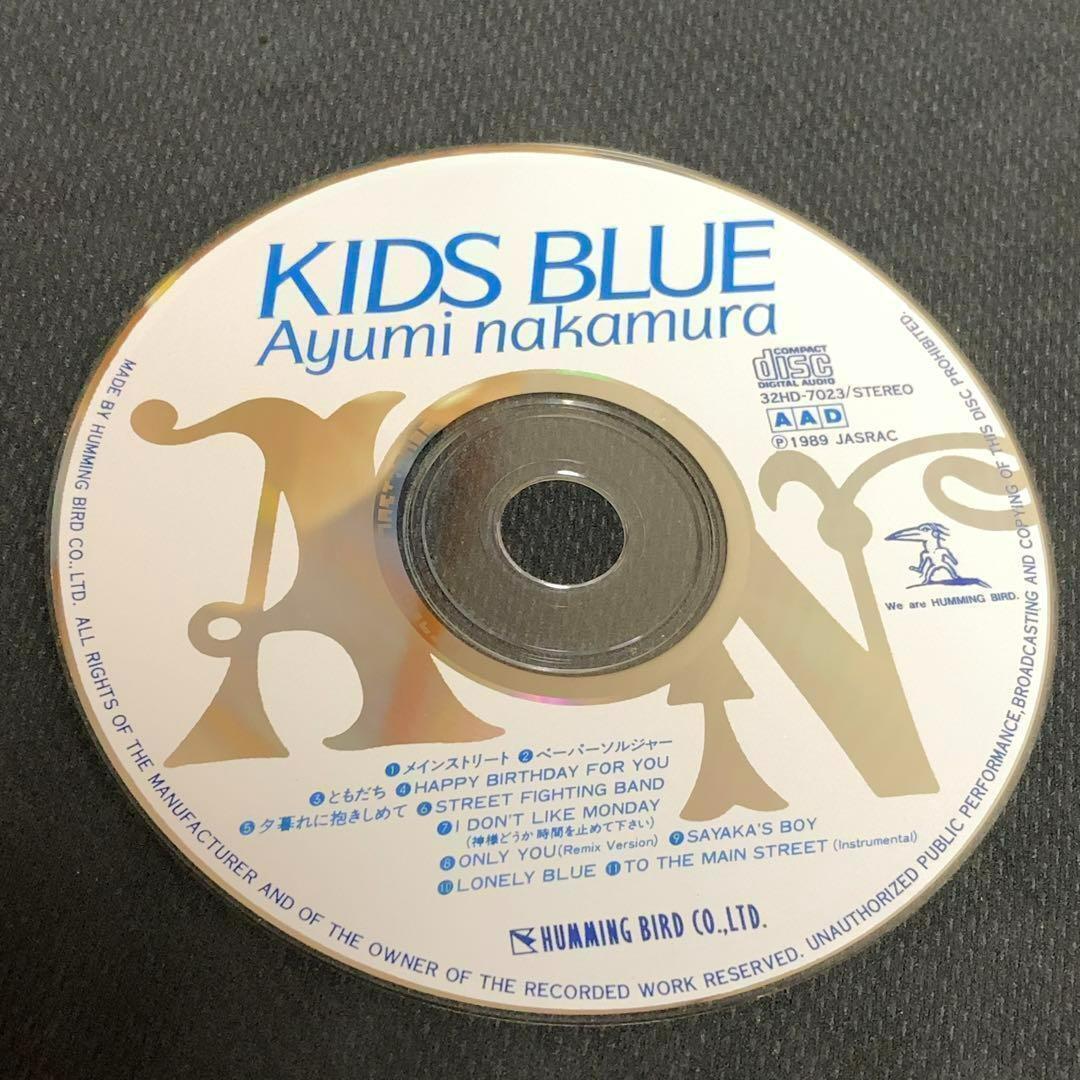 KIDS BLUE
Ayumi nakamura
COMPACT
disc
DIGITAL AUDIO
32HD-7023/STEREO
AAD
Ⓟ1989 JASRAC
We are HUMMING BIRD.
AN
❶メインストリート ❷ペーパーソルジャー
❸ともだち ❹HAPPY BIRTHDAY FOR YOU
❺夕暮れに抱きしめて ❻STREET FIGHTING BAND
❼I DON'T LIKE MONDAY
(神様どうか時間を止めて下さい)
❽ONLY YOU(Remix Version) ❾SAYAKA'S BOY
❿LONELY BLUE ⓫TO THE MAIN STREET (Instrumental)
HUMMING BIRD CO.,LTD.
MADE BY HUMMING BIRD CO., LTD. ALL RIGHTS OF THE MANUFACTURER AND OF THE OWNER OF THE RECORDED WORK RESERVED. UNAUTHORIZED PUBLIC PERFORMANCE,BROADCASTING AND COPYING OF THIS DISC PROHIBITED.